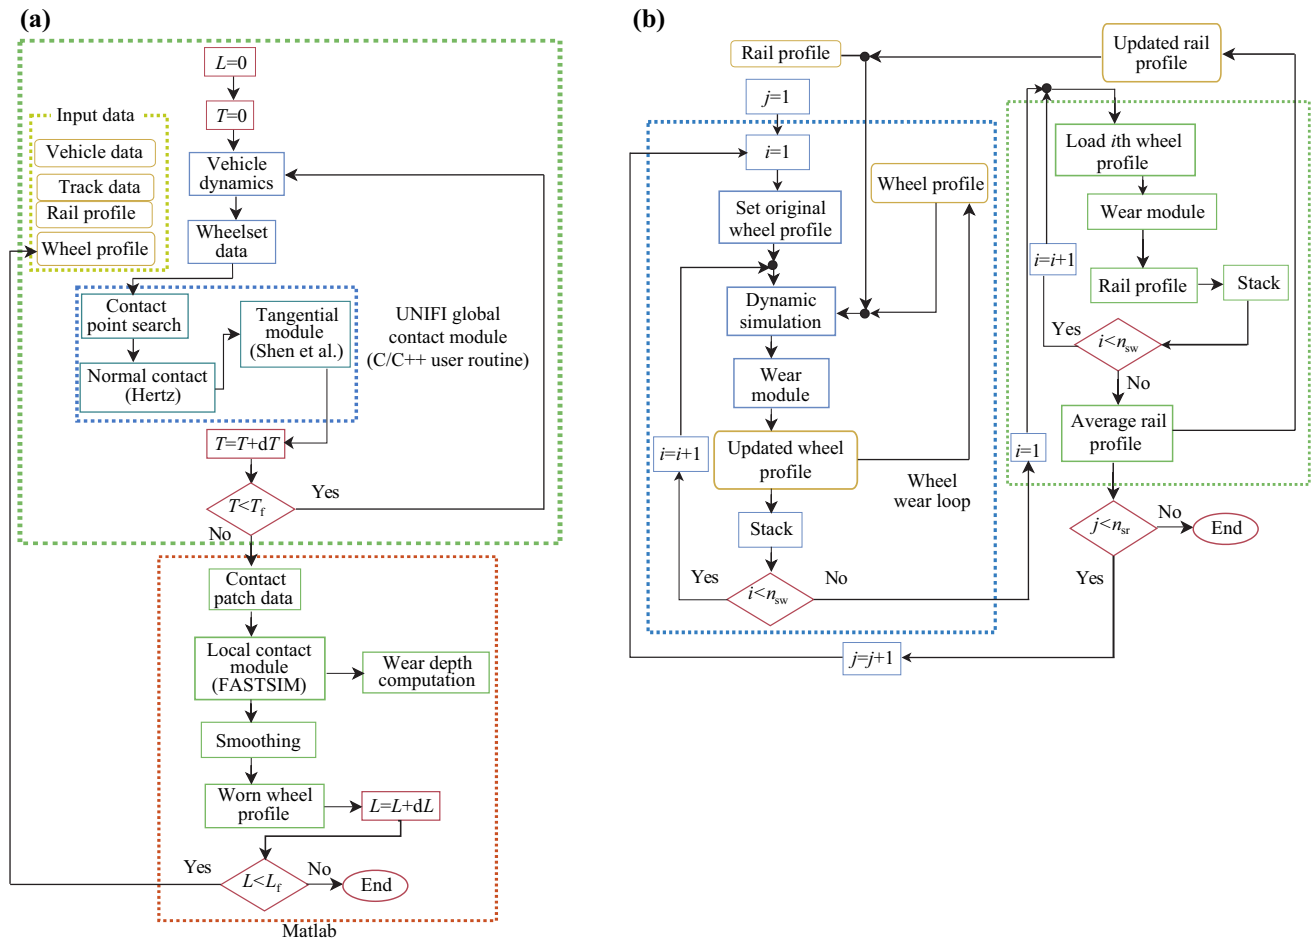 (a)
L=0
T=0
Input data
Vehicle data
Track data
Rail profile
Wheel profile
Vehicle
dynamics
Wheelset
data
Contact
point search
Normal contact
(Hertz)
Tangential
module
(Shen et al.)
UNIFI global
contact module
(C/C++ user routine)
T=T+dT
T<T_f
Yes
No
Contact
patch data
Local contact
module
(FASTSIM)
Wear depth
computation
Smoothing
Worn wheel
profile
L=L+dL
L<L_f
Yes
No
End
Matlab
(b)
Rail profile
Updated rail
profile
j=1
i=1
Set original
wheel profile
Wheel profile
Dynamic
simulation
Wear
module
Updated wheel
profile
i=i+1
Wheel
wear loop
Stack
i<n_sw
Yes
No
i=1
Load ith wheel
profile
Wear module
i=i+1
Rail profile
Stack
i<n_sw
Yes
No
Average rail
profile
j<n_sr
No
End
Yes
j=j+1